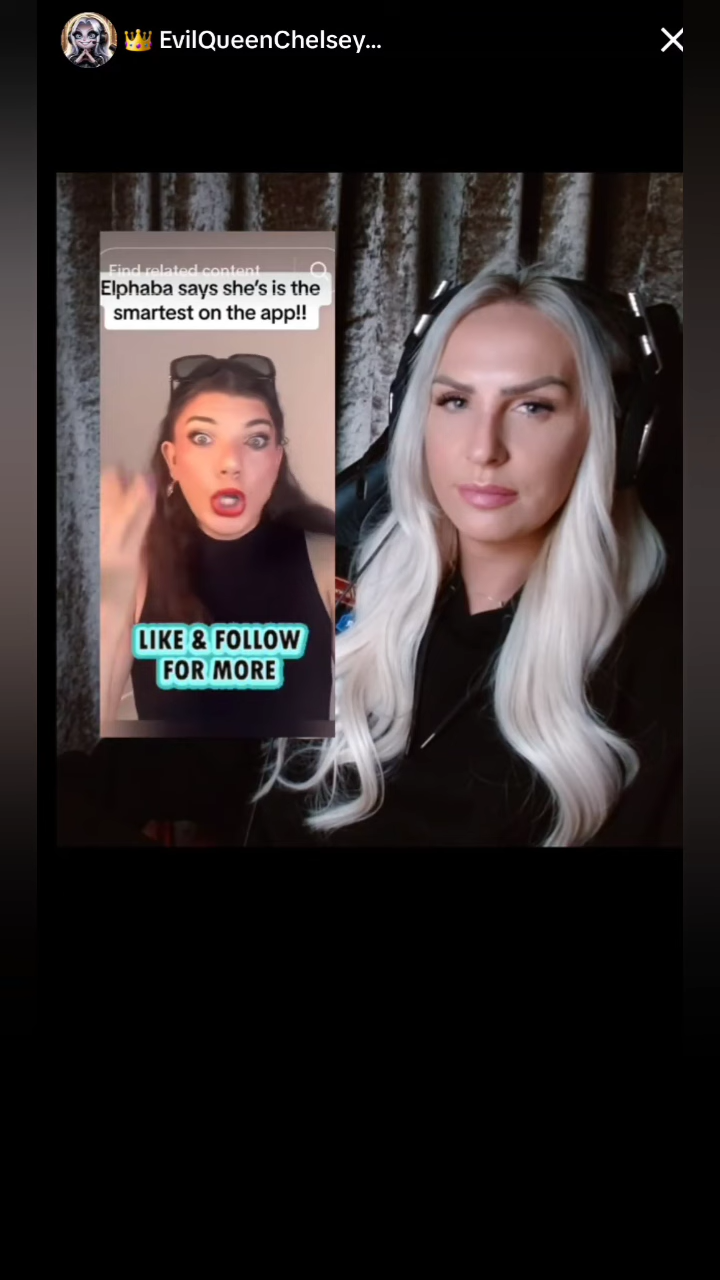 👑 EvilQueenChelsey...
Find related content
Elphaba says she's is the
smartest on the app!!
LIKE & FOLLOW
FOR MORE